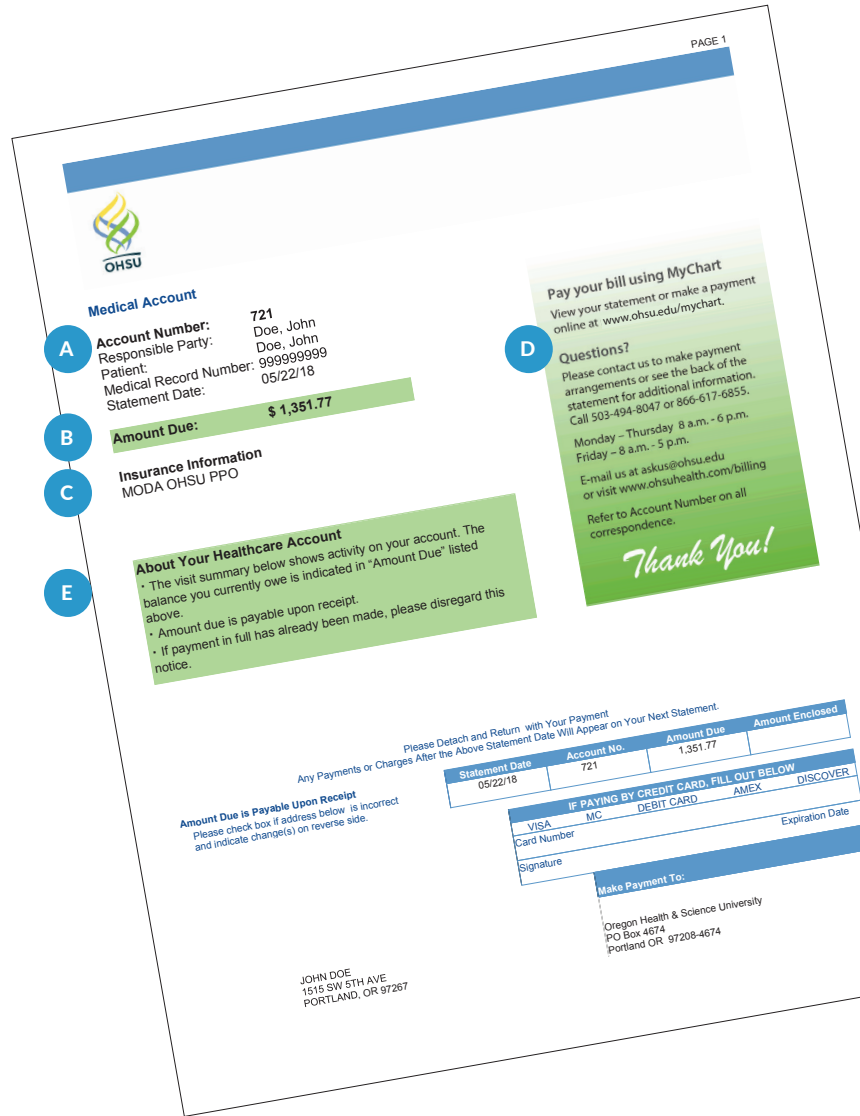 PAGE 1
OHSU
Medical Account
A
Account Number: 721
Responsible Party: Doe, John
Patient: Doe, John
Medical Record Number: 999999999
Statement Date: 05/22/18
B
Amount Due: $ 1,351.77
C
Insurance Information
MODA OHSU PPO
D
Pay your bill using MyChart
View your statement or make a payment
online at www.ohsu.edu/mychart.
Questions?
Please contact us to make payment
arrangements or see the back of the
statement for additional information.
Call 503-494-8047 or 866-617-6855.
Monday – Thursday 8 a.m. - 6 p.m.
Friday – 8 a.m. - 5 p.m.
E-mail us at askus@ohsu.edu
or visit www.ohsuhealth.com/billing
Refer to Account Number on all
correspondence.
Thank You!
E
About Your Healthcare Account
· The visit summary below shows activity on your account. The
balance you currently owe is indicated in “Amount Due” listed
above.
· Amount due is payable upon receipt.
· If payment in full has already been made, please disregard this
notice.
Please Detach and Return with Your Payment
Any Payments or Charges After the Above Statement Date Will Appear on Your Next Statement.
Statement Date Account No. Amount Due Amount Enclosed
05/22/18 721 1,351.77
Amount Due is Payable Upon Receipt
Please check box if address below is incorrect
and indicate change(s) on reverse side.
IF PAYING BY CREDIT CARD, FILL OUT BELOW
VISA MC DEBIT CARD AMEX DISCOVER
Card Number Expiration Date
Signature
Make Payment To:
Oregon Health & Science University
PO Box 4674
Portland OR 97208-4674
JOHN DOE
1515 SW 5TH AVE
PORTLAND, OR 97267